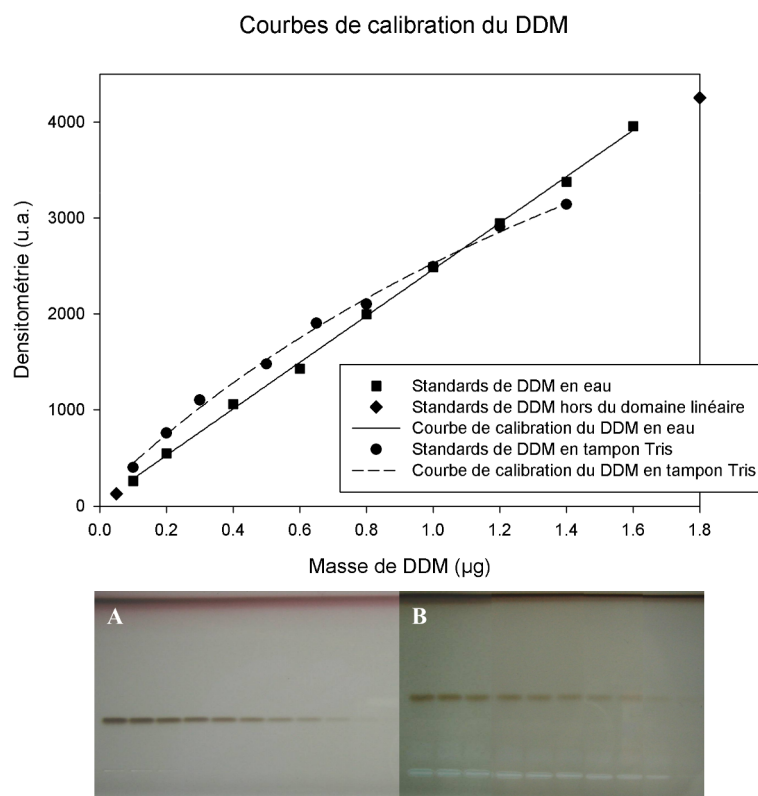 Courbes de calibration du DDM
4000
3000
2000
1000
0
Densitométrie (u.a.)
Standards de DDM en eau
Standards de DDM hors du domaine linéaire
Courbe de calibration du DDM en eau
Standards de DDM en tampon Tris
Courbe de calibration du DDM en tampon Tris
0.0 0.2 0.4 0.6 0.8 1.0 1.2 1.4 1.6 1.8
Masse de DDM (µg)
A B